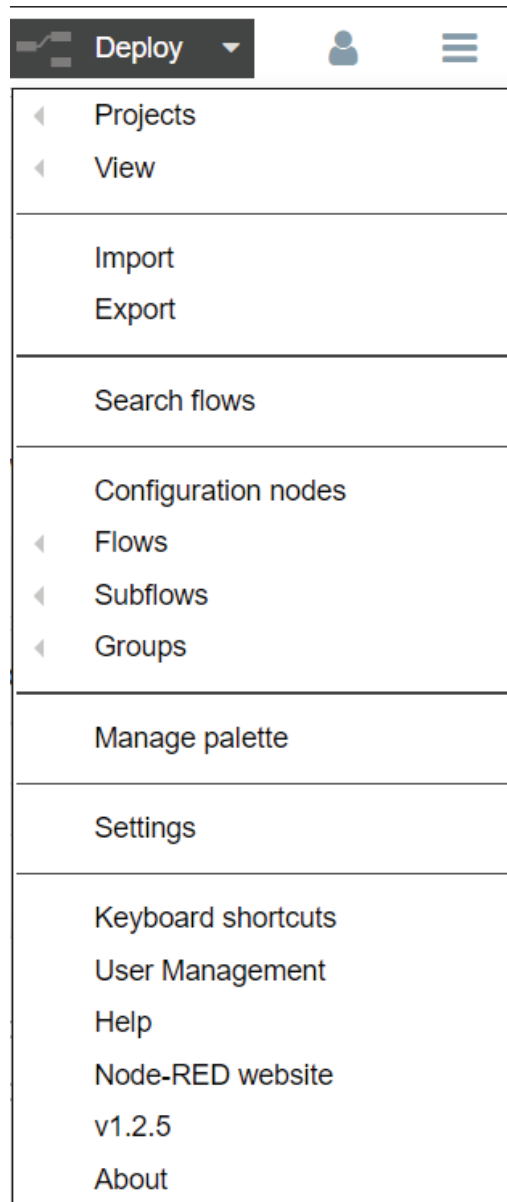 Deploy
Projects
View
Import
Export
Search flows
Configuration nodes
Flows
Subflows
Groups
Manage palette
Settings
Keyboard shortcuts
User Management
Help
Node-RED website
v1.2.5
About